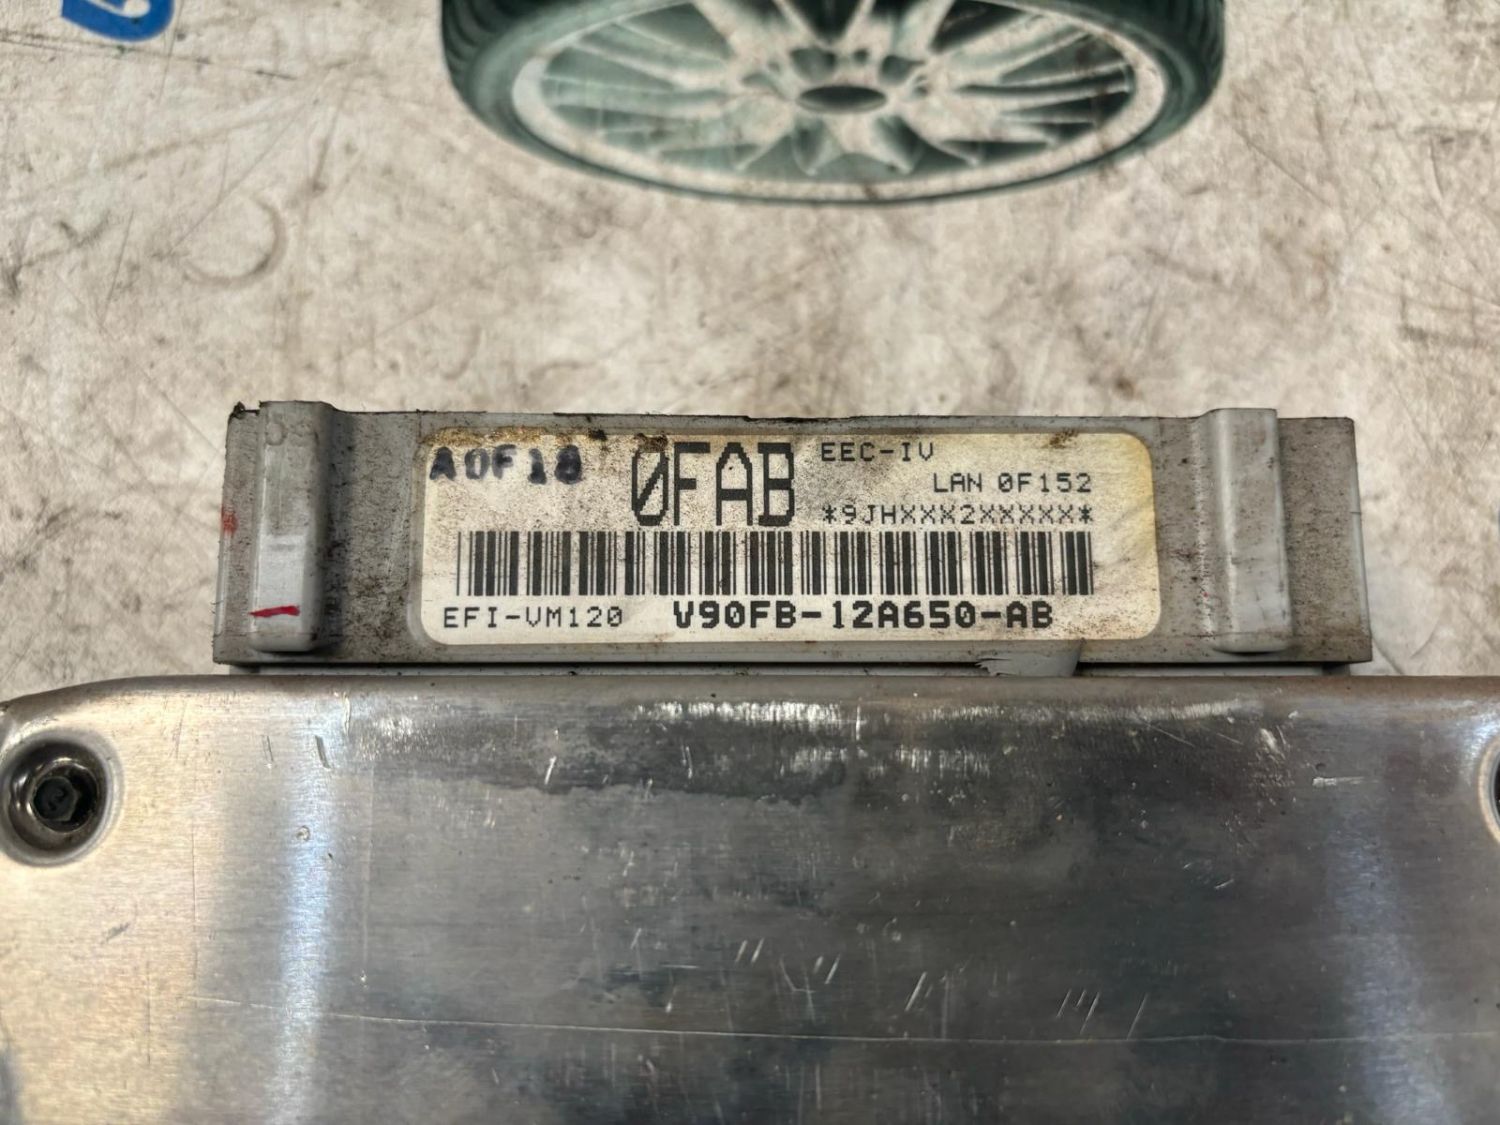 A0F18
0FAB
EEC-IV
LAN 0F152
*9JHXXX2XXXXX*
EFI-VM120 V90FB-12A650-AB